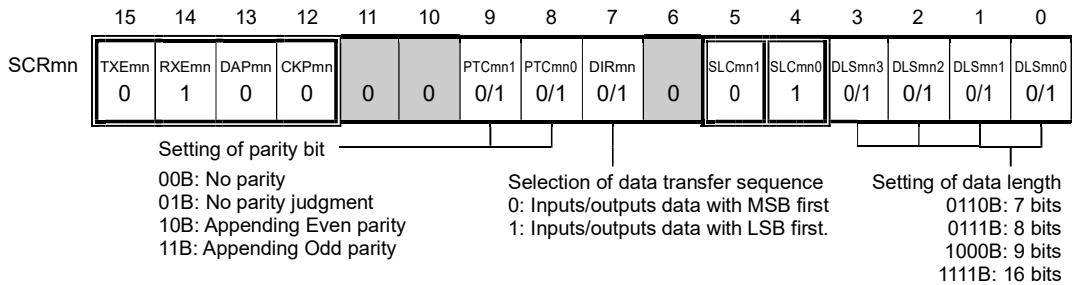 15 14 13 12 11 10 9 8 7 6 5 4 3 2 1 0
SCRmn TXEmn RXEmn DAPmn CKPmn PTCmn1 PTCmn0 DIRmn SLCmn1 SLCmn0 DLSmn3 DLSmn2 DLSmn1 DLSmn0
0 1 0 0 0 0 0/1 0/1 0/1 0 0 1 0/1 0/1 0/1 0/1
Setting of parity bit
00B: No parity
01B: No parity judgment
10B: Appending Even parity
11B: Appending Odd parity
Selection of data transfer sequence
0: Inputs/outputs data with MSB first
1: Inputs/outputs data with LSB first.
Setting of data length
0110B: 7 bits
0111B: 8 bits
1000B: 9 bits
1111B: 16 bits